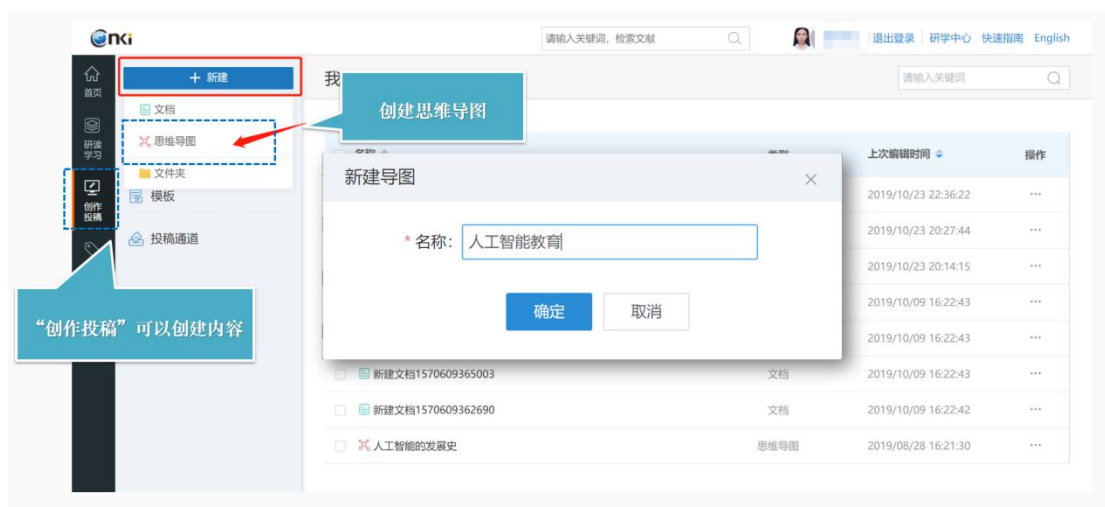 cnki
请输入关键词，检索文献
退出登录 研学中心 快速指南 English
首页
研读
学习
创作
投稿
+ 新建
文档
思维导图
文件夹
模板
投稿通道
我
请输入关键词
创建思维导图
“创作投稿”可以创建内容
名称 类型 上次编辑时间 操作
新建导图 ×
* 名称： 人工智能教育
确定 取消
2019/10/23 22:36:22 ···
2019/10/23 20:27:44 ···
2019/10/23 20:14:15 ···
2019/10/09 16:22:43 ···
2019/10/09 16:22:43 ···
新建文档1570609365003 文档 2019/10/09 16:22:43 ···
新建文档1570609362690 文档 2019/10/09 16:22:42 ···
人工智能的发展史 思维导图 2019/08/28 16:21:30 ···